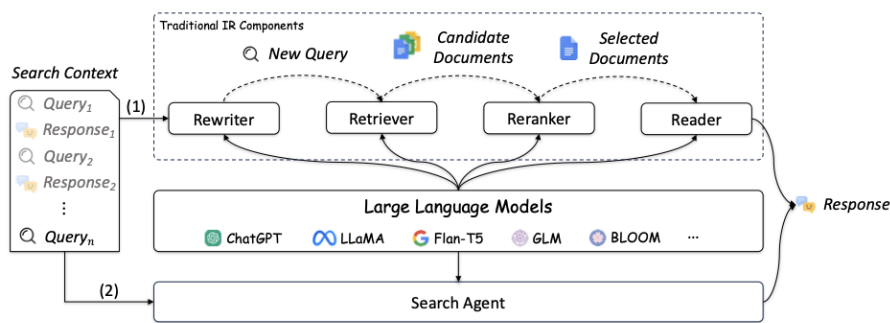 Traditional IR Components
New Query
Candidate
Documents
Selected
Documents
Search Context
Query1
Response1
Query2
Response2
⋮
Queryn
(1)
Rewriter
Retriever
Reranker
Reader
Large Language Models
ChatGPT
LLaMA
Flan-T5
GLM
BLOOM
...
Response
(2)
Search Agent